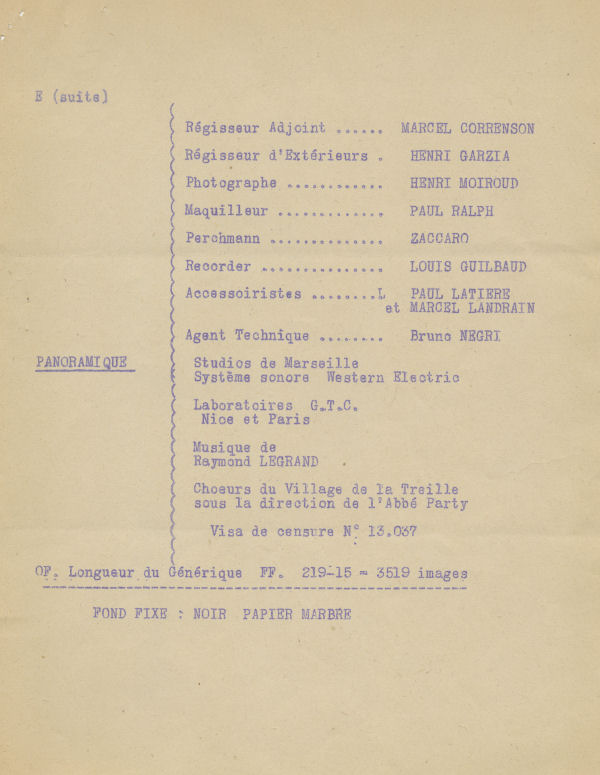 E (suite)
Régisseur Adjoint ...... MARCEL CORRENSON
Régisseur d'Extérieurs . HENRI GARZIA
Photographe ............ HENRI MOIROUD
Maquilleur ............. PAUL RALPH
Perchmann .............. ZACCARO
Recorder ............... LOUIS GUILBAUD
Accessoiristes ........L PAUL LATIERE
et MARCEL LANDRAIN
Agent Technique ........ Bruno NEGRI
PANORAMIQUE
Studios de Marseille
Système sonore Western Electric
Laboratoires G.T.C.
Nice et Paris
Musique de
Raymond LEGRAND
Choeurs du Village de la Treille
sous la direction de l'Abbé Party
Visa de censure N° 13.037
OF. Longueur du Générique FF. 219-15 = 3519 images
FOND FIXE : NOIR PAPIER MARBRE